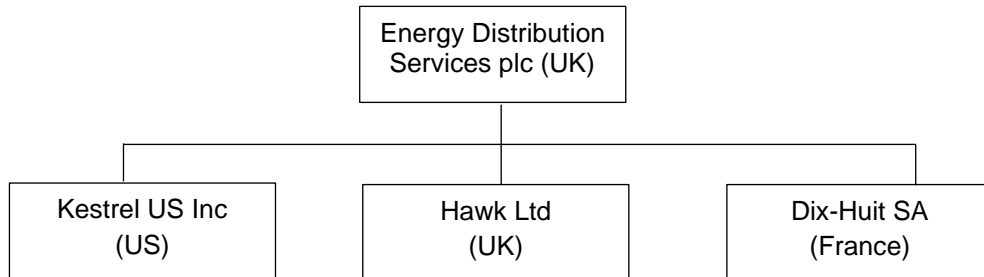 Energy Distribution
Services plc (UK)
Kestrel US Inc
(US)
Hawk Ltd
(UK)
Dix-Huit SA
(France)